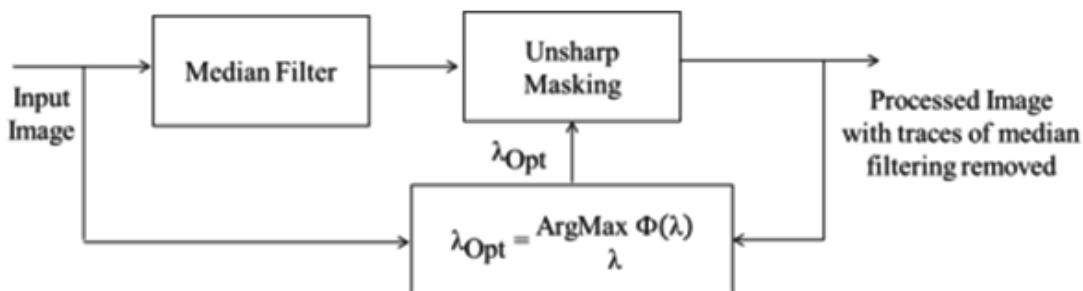 Input
Image
Median Filter
Unsharp
Masking
Processed Image
with traces of median
filtering removed
λOpt
λOpt = ArgMax Φ(λ)
λ